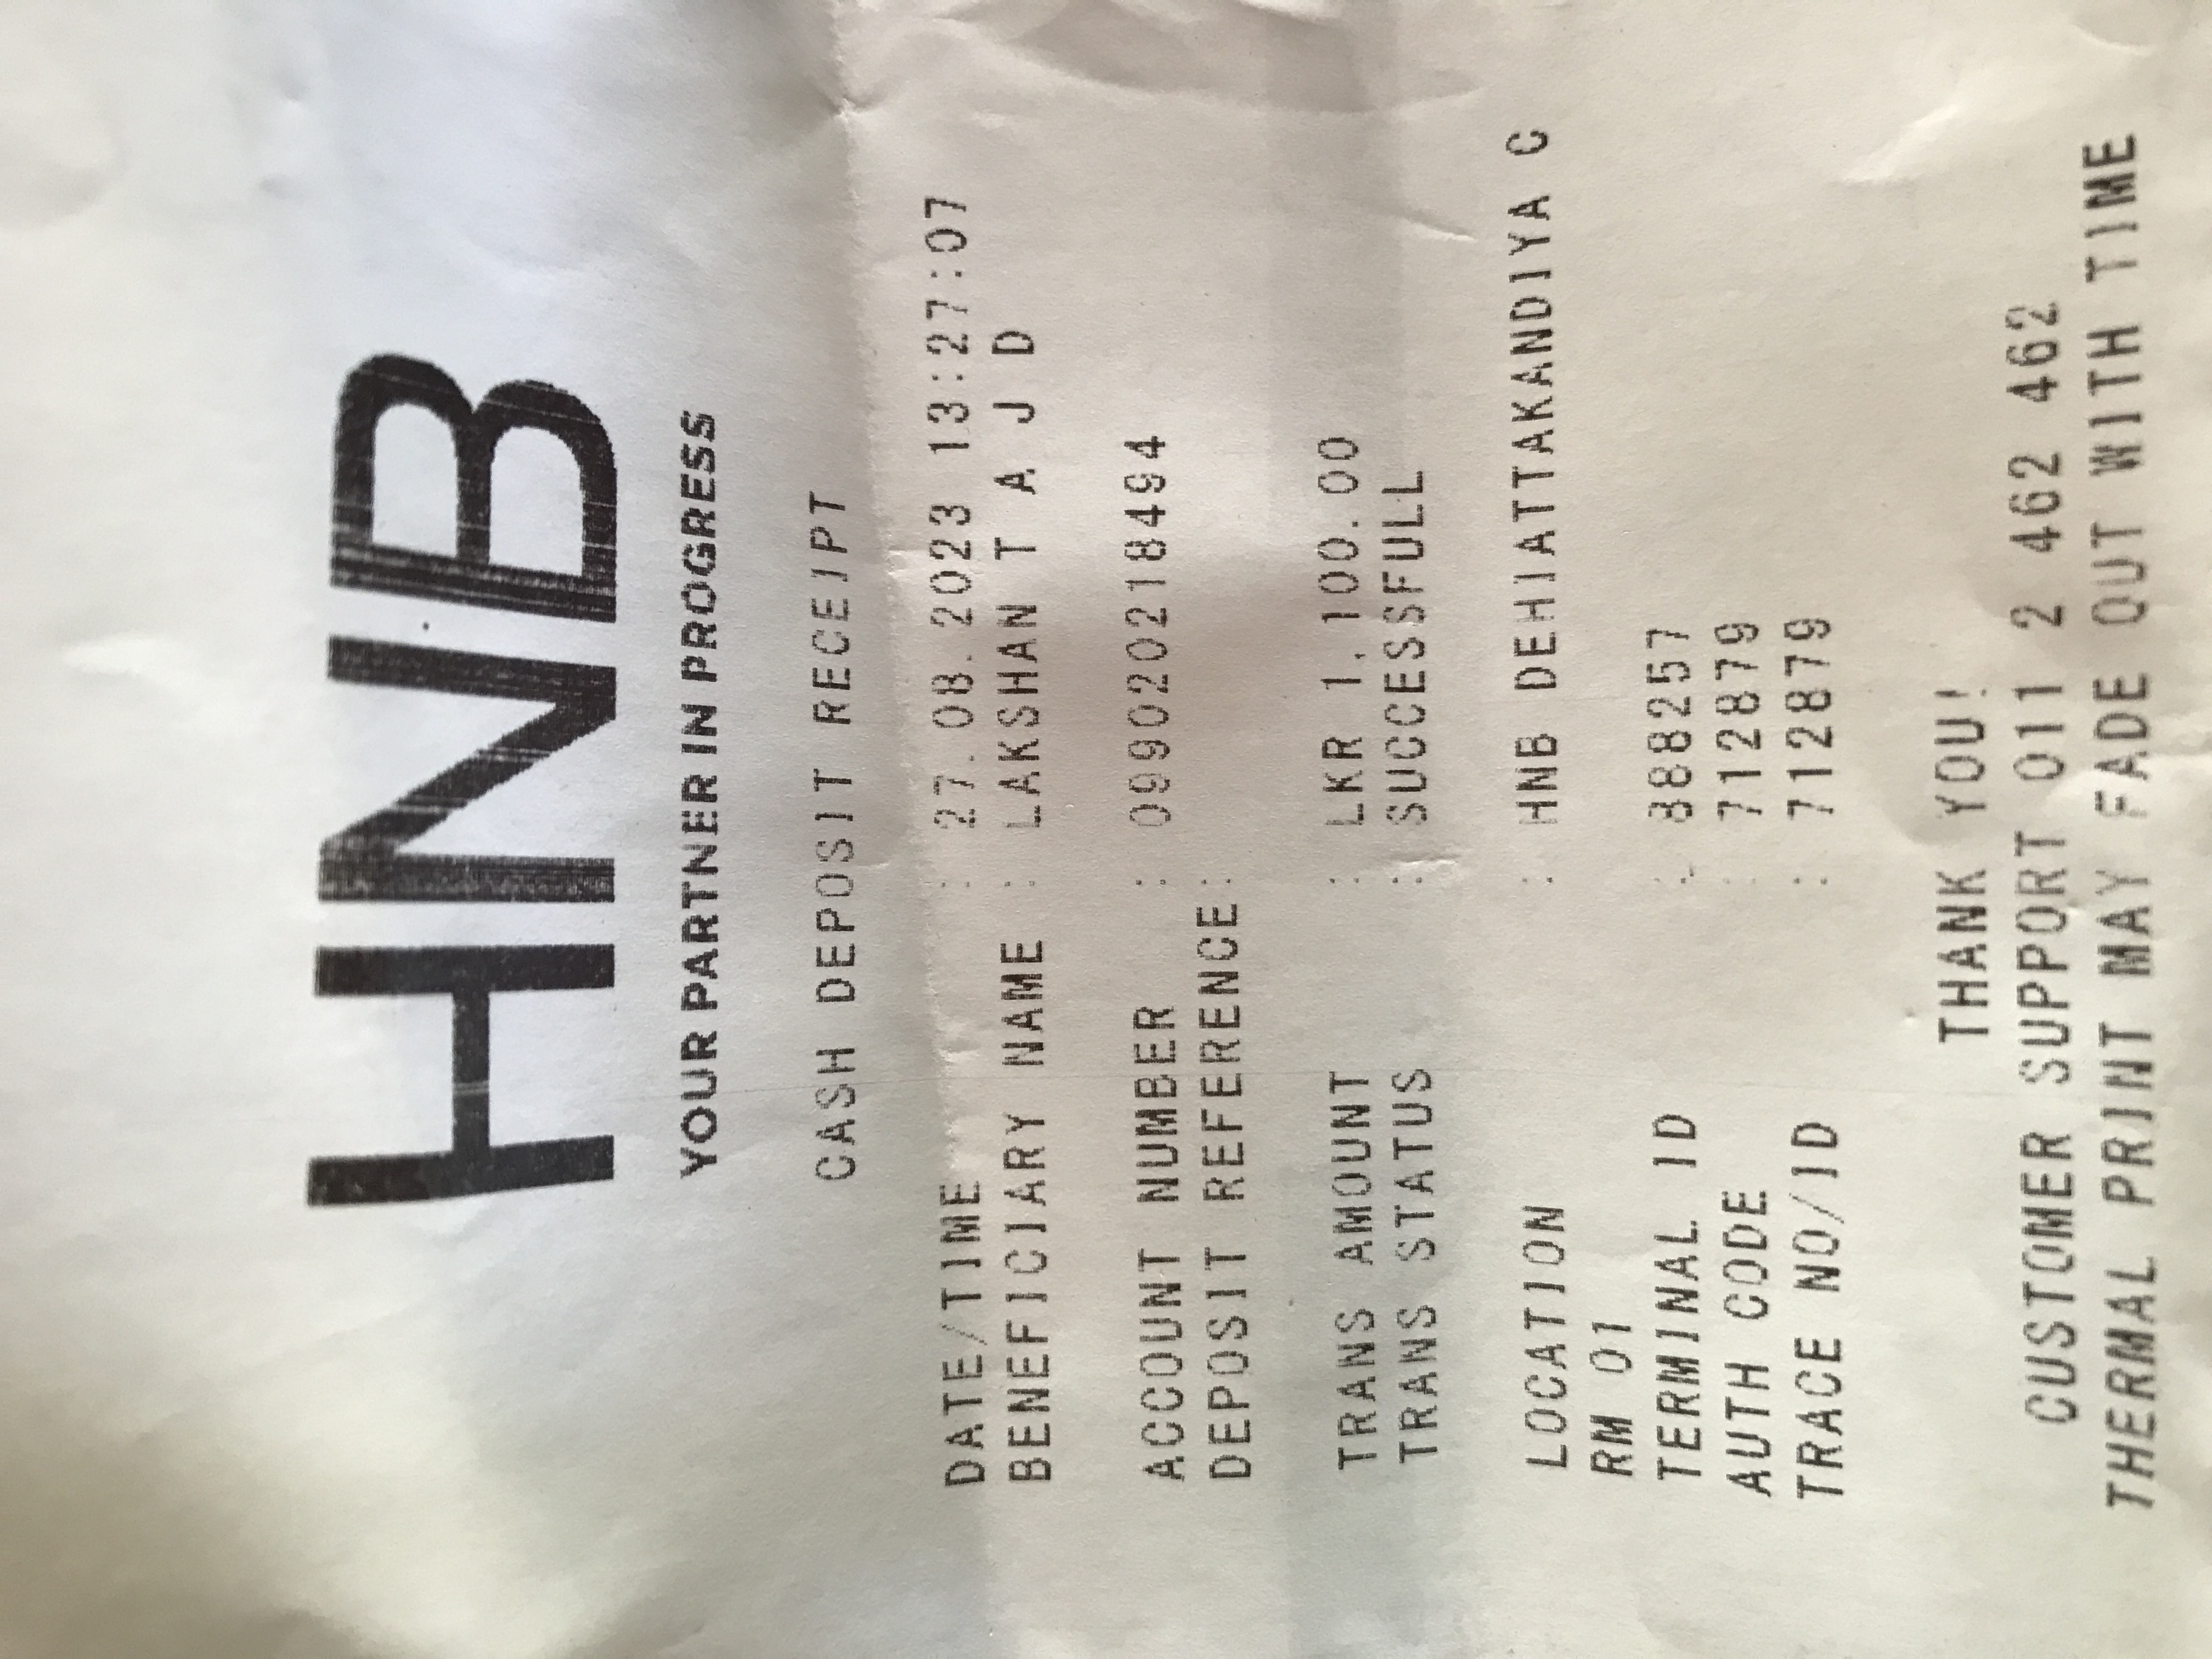 HNB
YOUR PARTNER IN PROGRESS
CASH DEPOSIT RECEIPT
DATE/TIME : 27.08.2023 13:27:07
BENEFICIARY NAME : LAKSHAN T A J D
ACCOUNT NUMBER : 099020218494
DEPOSIT REFERENCE:
TRANS AMOUNT : LKR 1,100.00
TRANS STATUS : SUCCESSFULL
LOCATION : HNB DEHIATTAKANDIYA C
RM 01
TERMINAL ID : 888257
AUTH CODE : 712879
TRACE NO/ID : 712879
THANK YOU!
CUSTOMER SUPPORT 011 2 462 462
THERMAL PRINT MAY FADE OUT WITH TIME